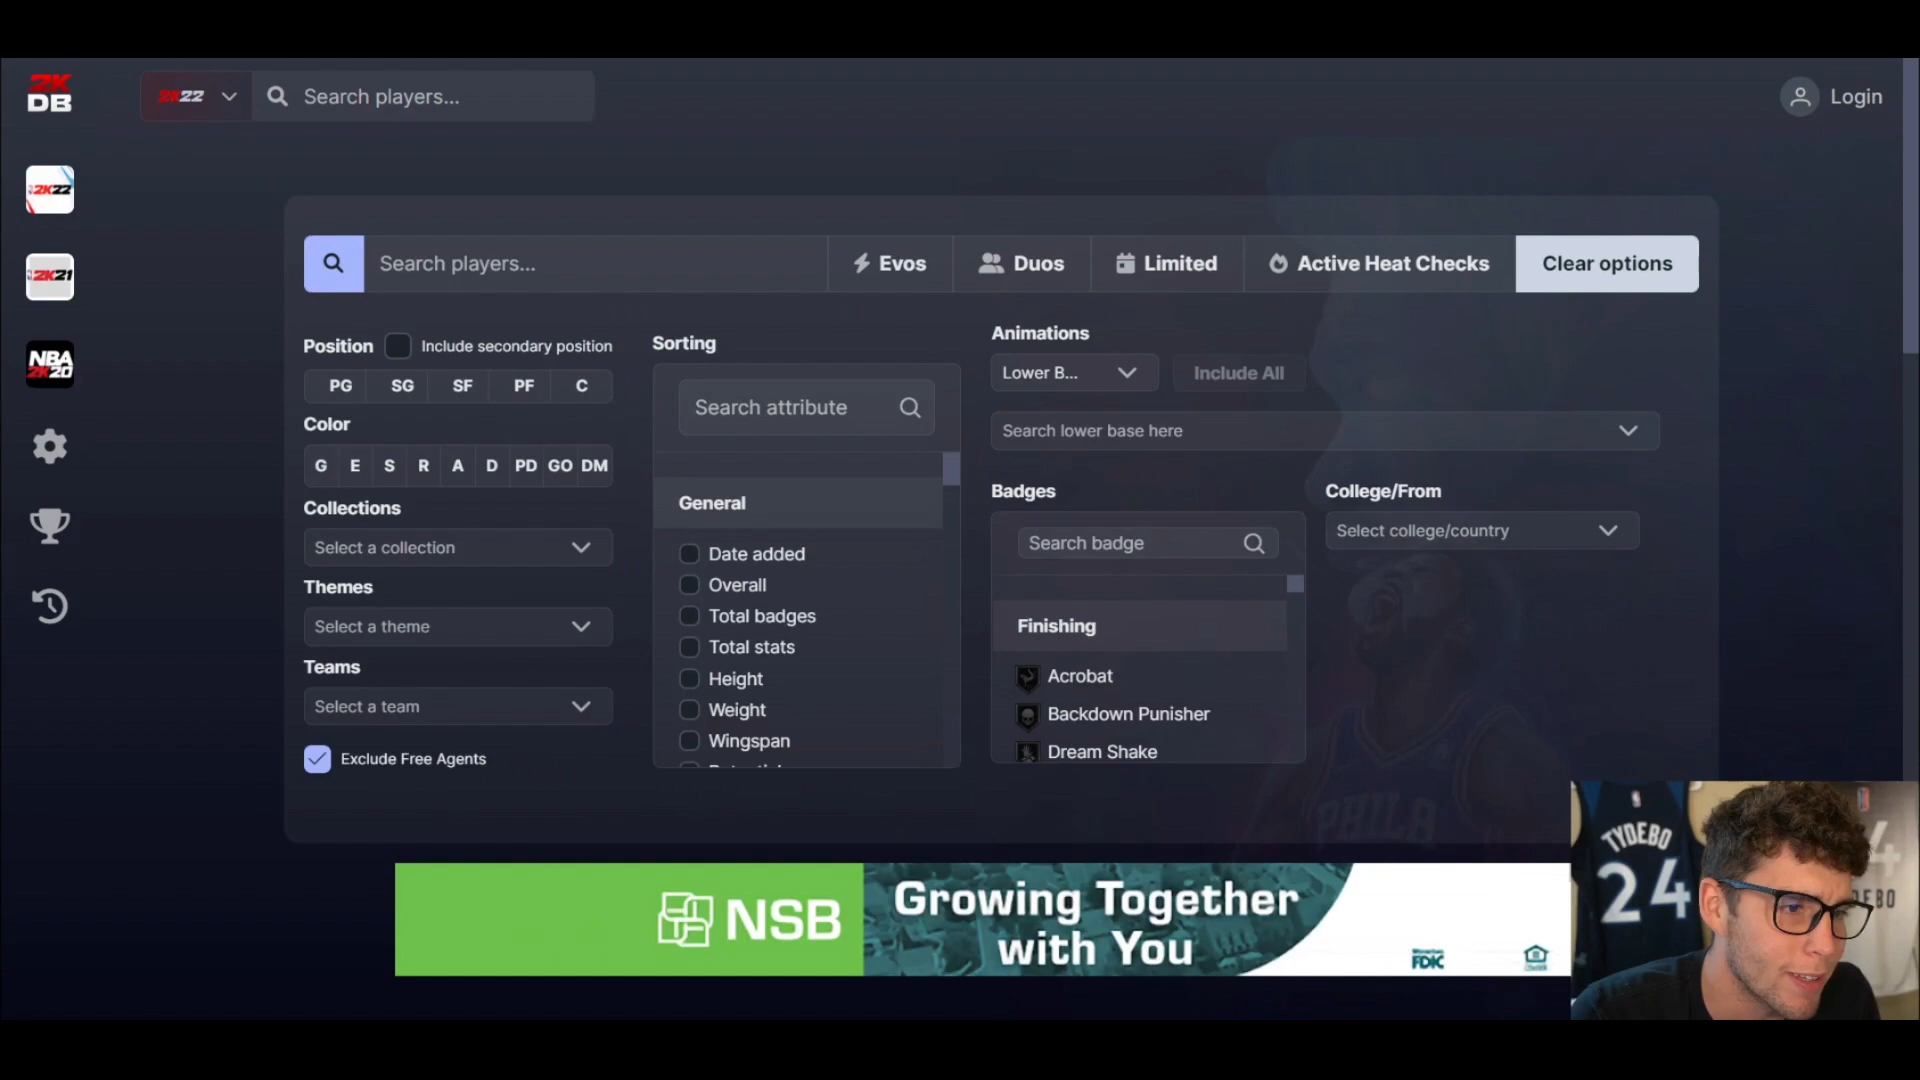 2K
DB
2K22
Search players...
Login
2K22
2K21
NBA
2K20
Search players...
Evos
Duos
Limited
Active Heat Checks
Clear options
Position
Include secondary position
PG SG SF PF C
Color
G E S R A D PD GO DM
Collections
Select a collection
Themes
Select a theme
Teams
Select a team
Exclude Free Agents
Sorting
Search attribute
General
Date added
Overall
Total badges
Total stats
Height
Weight
Wingspan
Animations
Lower B...
Include All
Search lower base here
Badges
Search badge
Finishing
Acrobat
Backdown Punisher
Dream Shake
College/From
Select college/country
PHILA
NSB
Growing Together
with You
FDIC
TYDEBO
24
4